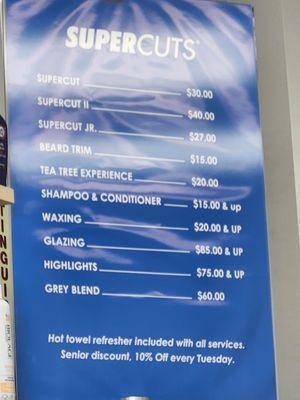 SUPERCUTS
SUPERCUT $30.00
SUPERCUT II $40.00
SUPERCUT JR. $27.00
BEARD TRIM $15.00
TEA TREE EXPERIENCE $20.00
SHAMPOO & CONDITIONER $15.00 & up
WAXING $20.00 & UP
GLAZING $85.00 & UP
HIGHLIGHTS $75.00 & UP
GREY BLEND $60.00
Hot towel refresher included with all services.
Senior discount, 10% Off every Tuesday.
TINGUI
BIOLAGE